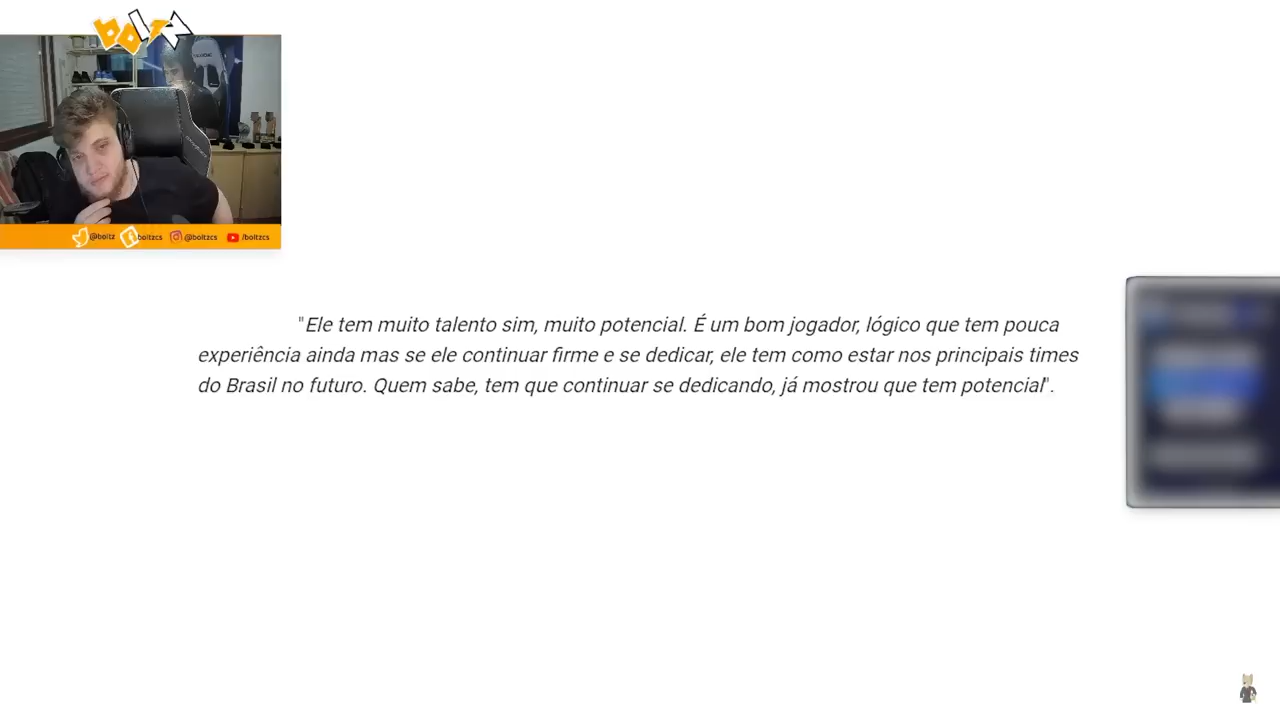 boltz
@boltz boltzcs @boltzcs /boltzcs
"Ele tem muito talento sim, muito potencial. É um bom jogador, lógico que tem pouca
experiência ainda mas se ele continuar firme e se dedicar, ele tem como estar nos principais times
do Brasil no futuro. Quem sabe, tem que continuar se dedicando, já mostrou que tem potencial".